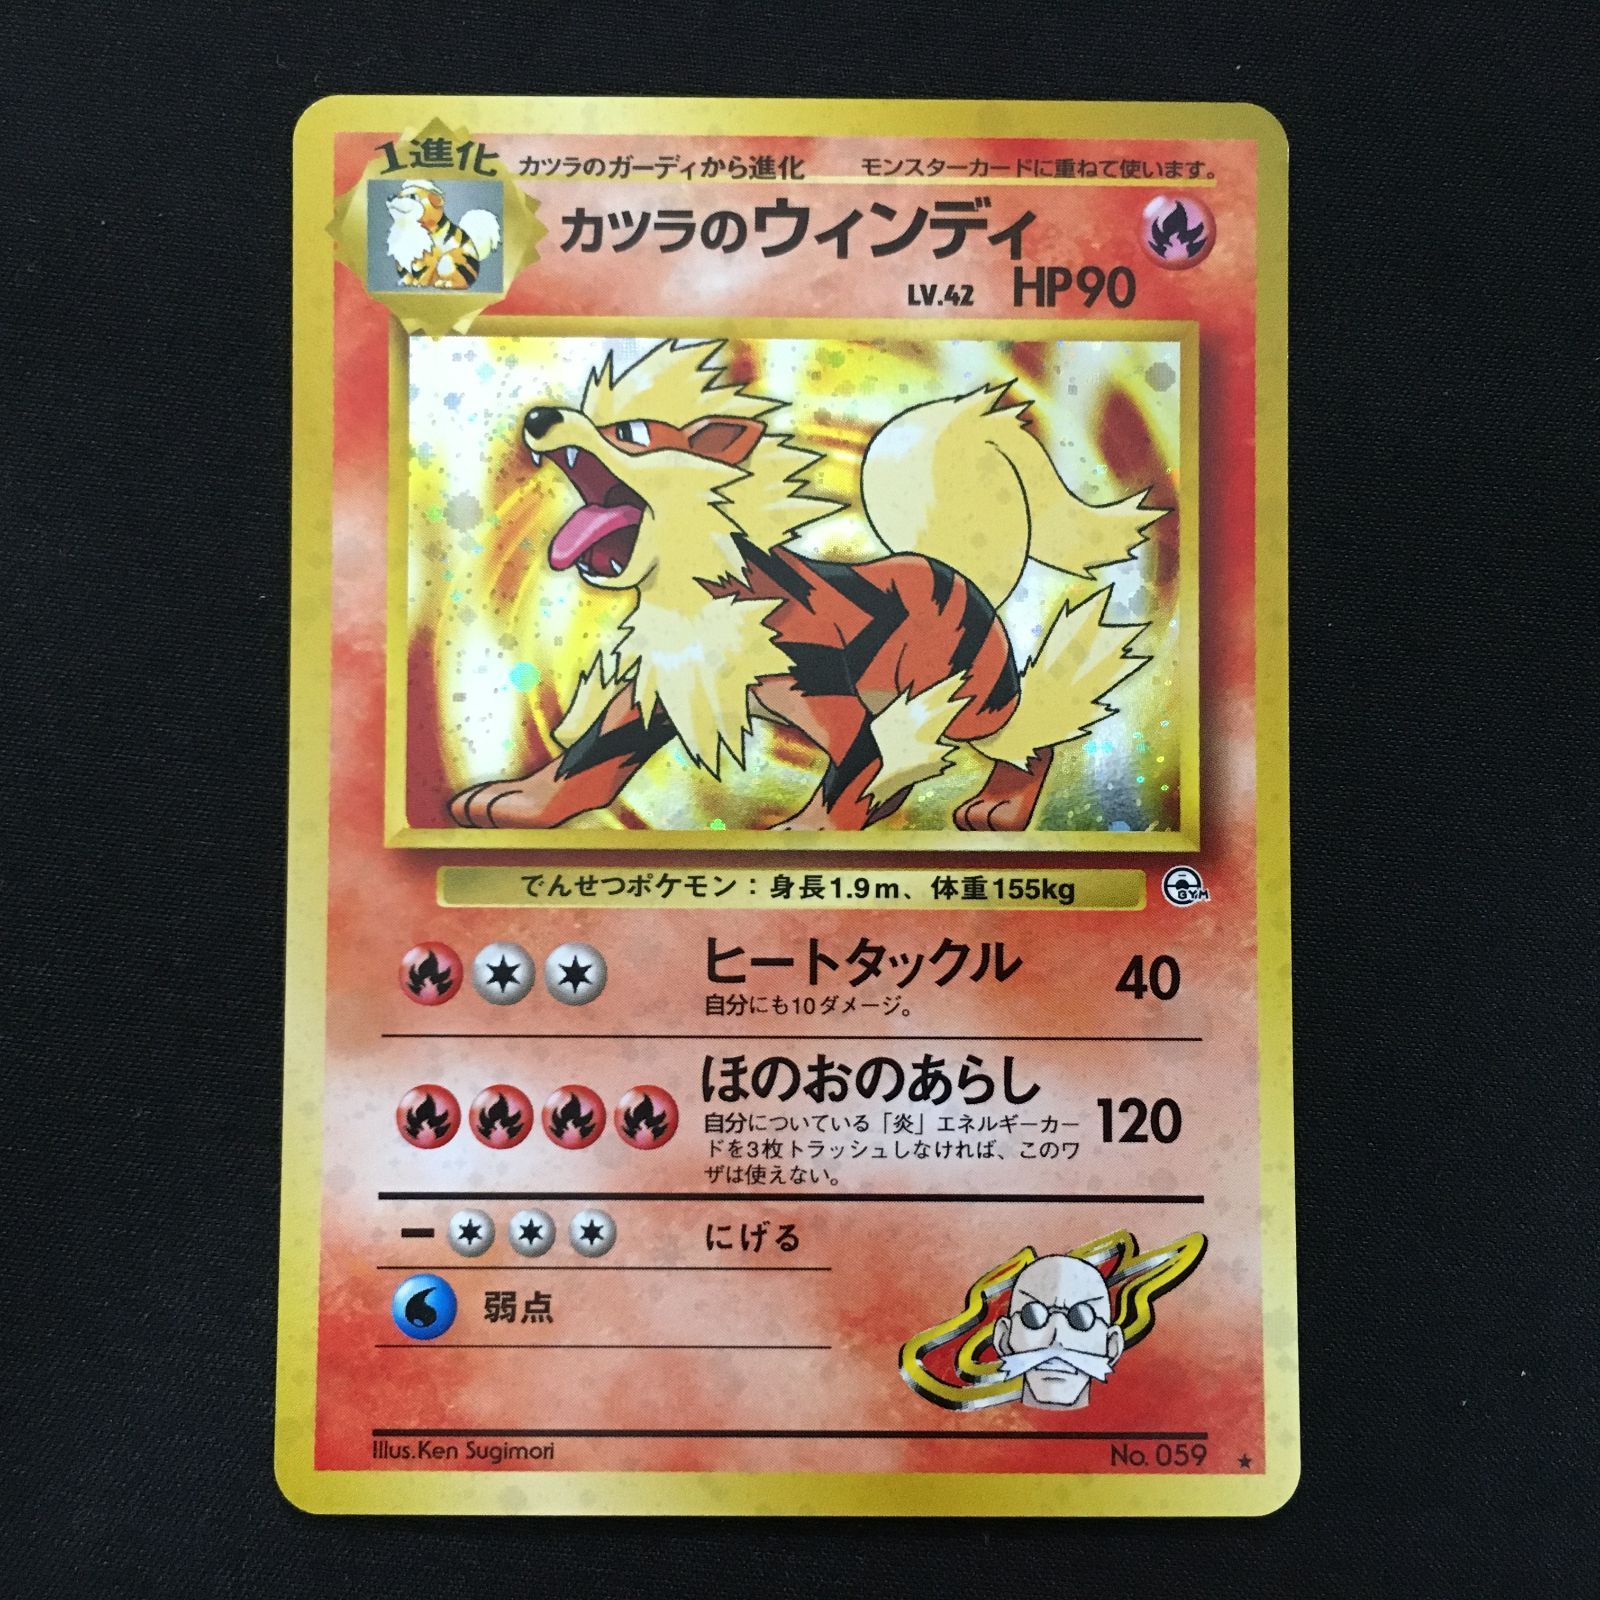 1進化 カツラのガーディから進化 モンスターカードに重ねて使います。
カツラのウィンディ
LV.42 HP90
でんせつポケモン：身長1.9m、体重155kg
GYM
ヒートタックル 40
自分にも10ダメージ。
ほのおのあらし 120
自分についている「炎」エネルギーカー
ドを3枚トラッシュしなければ、このワ
ザは使えない。
にげる
弱点
Illus.Ken Sugimori No.059 ★